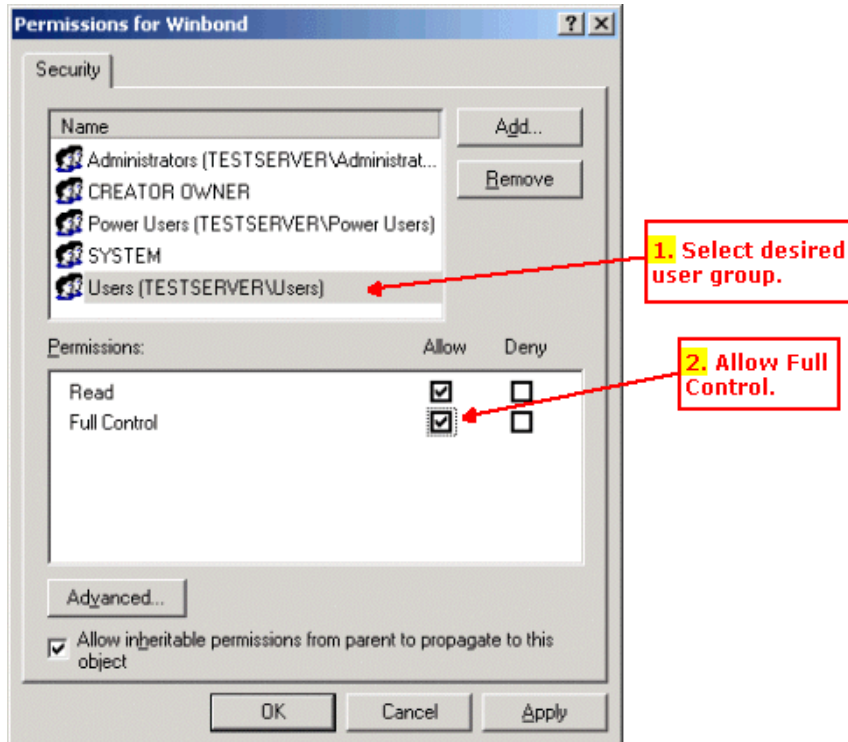 Permissions for Winbond
Security
Name
Add...
Administrators (TESTSERVER\Administrat...
Remove
CREATOR OWNER
Power Users (TESTSERVER\Power Users)
SYSTEM
Users (TESTSERVER\Users)
1. Select desired
user group.
Permissions:
Allow
Deny
2. Allow Full
Control.
Read
Full Control
Advanced...
Allow inheritable permissions from parent to propagate to this
object
OK
Cancel
Apply